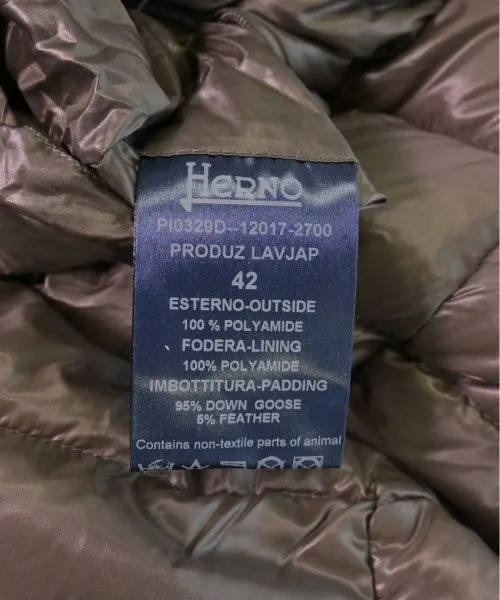 HERNO
PI0329D--12017-2700
PRODUZ LAVJAP
42
ESTERNO-OUTSIDE
100 % POLYAMIDE
FODERA-LINING
100% POLYAMIDE
IMBOTTITURA-PADDING
95% DOWN GOOSE
5% FEATHER
Contains non-textile parts of animal